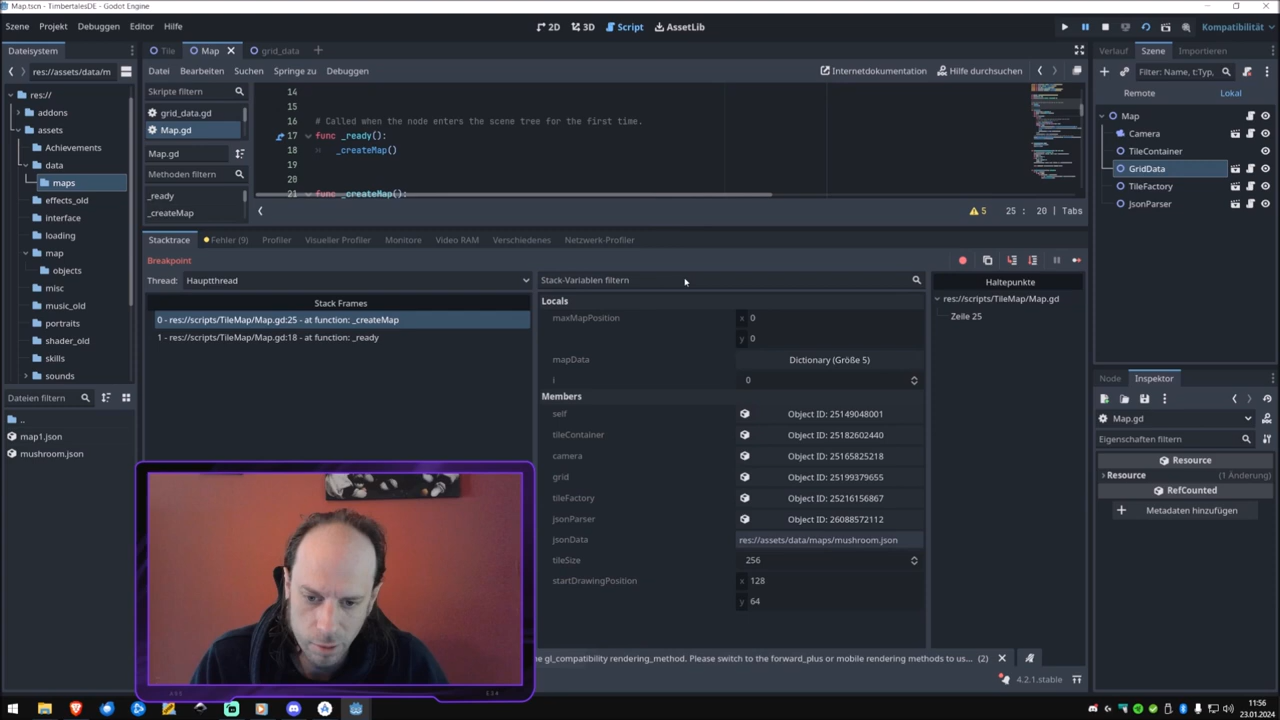 Map.tscn - TimbertalesDE - Godot Engine
Szene Projekt Debuggen Editor Hilfe
2D 3D Script AssetLib
Kompatibilität
Dateisystem
res://assets/data/m
res://
addons
assets
Achievements
data
maps
effects_old
interface
loading
map
objects
misc
music_old
portraits
shader_old
skills
sounds
Dateien filtern
..
map1.json
mushroom.json
Tile Map grid_data
Datei Bearbeiten Suchen Springe zu Debuggen
Internetdokumentation Hilfe durchsuchen
Skripte filtern
grid_data.gd
Map.gd
Map.gd
Methoden filtern
_ready
_createMap
14
15
16 # Called when the node enters the scene tree for the first time.
17 func _ready():
18 _createMap()
19
20
21 func _createMap():
5 25 : 20 | Tabs
Stacktrace Fehler (9) Profiler Visueller Profiler Monitore Video RAM Verschiedenes Netzwerk-Profiler
Breakpoint
Thread: Hauptthread
Stack Frames
0 - res://scripts/TileMap/Map.gd:25 - at function: _createMap
1 - res://scripts/TileMap/Map.gd:18 - at function: _ready
Stack-Variablen filtern
Locals
maxMapPosition x 0
y 0
mapData Dictionary (Größe 5)
i 0
Members
self Object ID: 25149048001
tileContainer Object ID: 25182602440
camera Object ID: 25165825218
grid Object ID: 25199379655
tileFactory Object ID: 25216156867
jsonParser Object ID: 26088572112
jsonData res://assets/data/maps/mushroom.json
tileSize 256
startDrawingPosition x 128
y 64
Haltepunkte
res://scripts/TileMap/Map.gd
Zeile 25
he gl_compatibility rendering_method. Please switch to the forward_plus or mobile rendering methods to us... (2)
4.2.1.stable
Verlauf Szene Importieren
Filter: Name, t:Typ,
Remote Lokal
Map
Camera
TileContainer
GridData
TileFactory
JsonParser
Node Inspektor
Map.gd
Eigenschaften filtern
Resource
Resource (1 Änderung)
RefCounted
Metadaten hinzufügen
11:56
23.01.2024